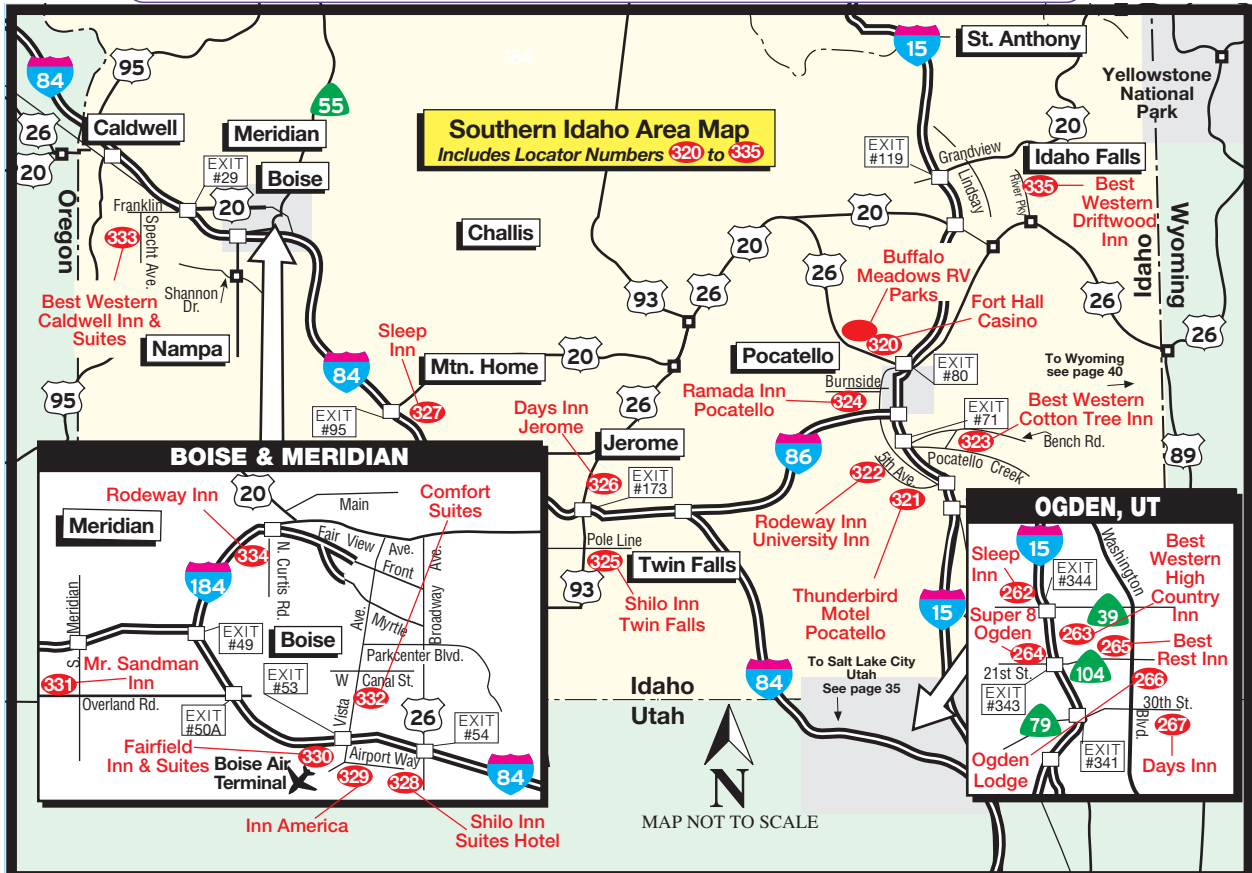 Southern Idaho Area Map
Includes Locator Numbers 320 to 335
84
95
55
26
20
Caldwell
Meridian
Boise
EXIT
#29
20
Franklin
Specht Ave.
Oregon
333
Best Western
Caldwell Inn &
Suites
Shannon
Dr.
Nampa
95
184
Challis
93
20
26
20
26
20
26
84
Sleep
Inn
327
EXIT
#95
Mtn. Home
Days Inn
Jerome
326
Jerome
EXIT
#173
Pole Line
325
Twin Falls
93
Shilo Inn
Twin Falls
86
84
15
St. Anthony
Yellowstone
National
Park
20
EXIT
#119
Grandview
Lindsay
River Pky
Idaho Falls
335
Best
Western
Driftwood
Inn
Idaho
Wyoming
26
26
89
Buffalo
Meadows RV
Parks
320
Fort Hall
Casino
Pocatello
EXIT
#80
To Wyoming
see page 40
Burnside
Ramada Inn
Pocatello
324
EXIT
#71
Best Western
Cotton Tree Inn
323
Bench Rd.
Pocatello Creek
5th Ave.
322
321
Rodeway Inn
University Inn
Thunderbird
Motel
Pocatello
15
To Salt Lake City
Utah
See page 35
Idaho
Utah
N
MAP NOT TO SCALE
BOISE & MERIDIAN
Rodeway Inn
20
Main
Comfort
Suites
Meridian
334
N. Curtis Rd.
Fair View
Ave.
Front
Ave.
Broadway
184
S. Meridian
EXIT
#49
Boise
Myrtle
Ave.
Vista
Parkcenter Blvd.
W
Canal St.
332
Mr. Sandman
Inn
331
Overland Rd.
EXIT
#53
EXIT
#50A
26
EXIT
#54
Fairfield
Inn & Suites
330
Boise Air
Terminal
Airport Way
329
328
84
Inn America
Shilo Inn
Suites Hotel
OGDEN, UT
15
Washington
Blvd.
Sleep
Inn
262
EXIT
#344
Best
Western
High
Country
Inn
39
263
Super 8
Ogden
264
265
Best
Rest Inn
21st St.
104
266
EXIT
#343
79
30th St.
267
EXIT
#341
Ogden
Lodge
Days Inn